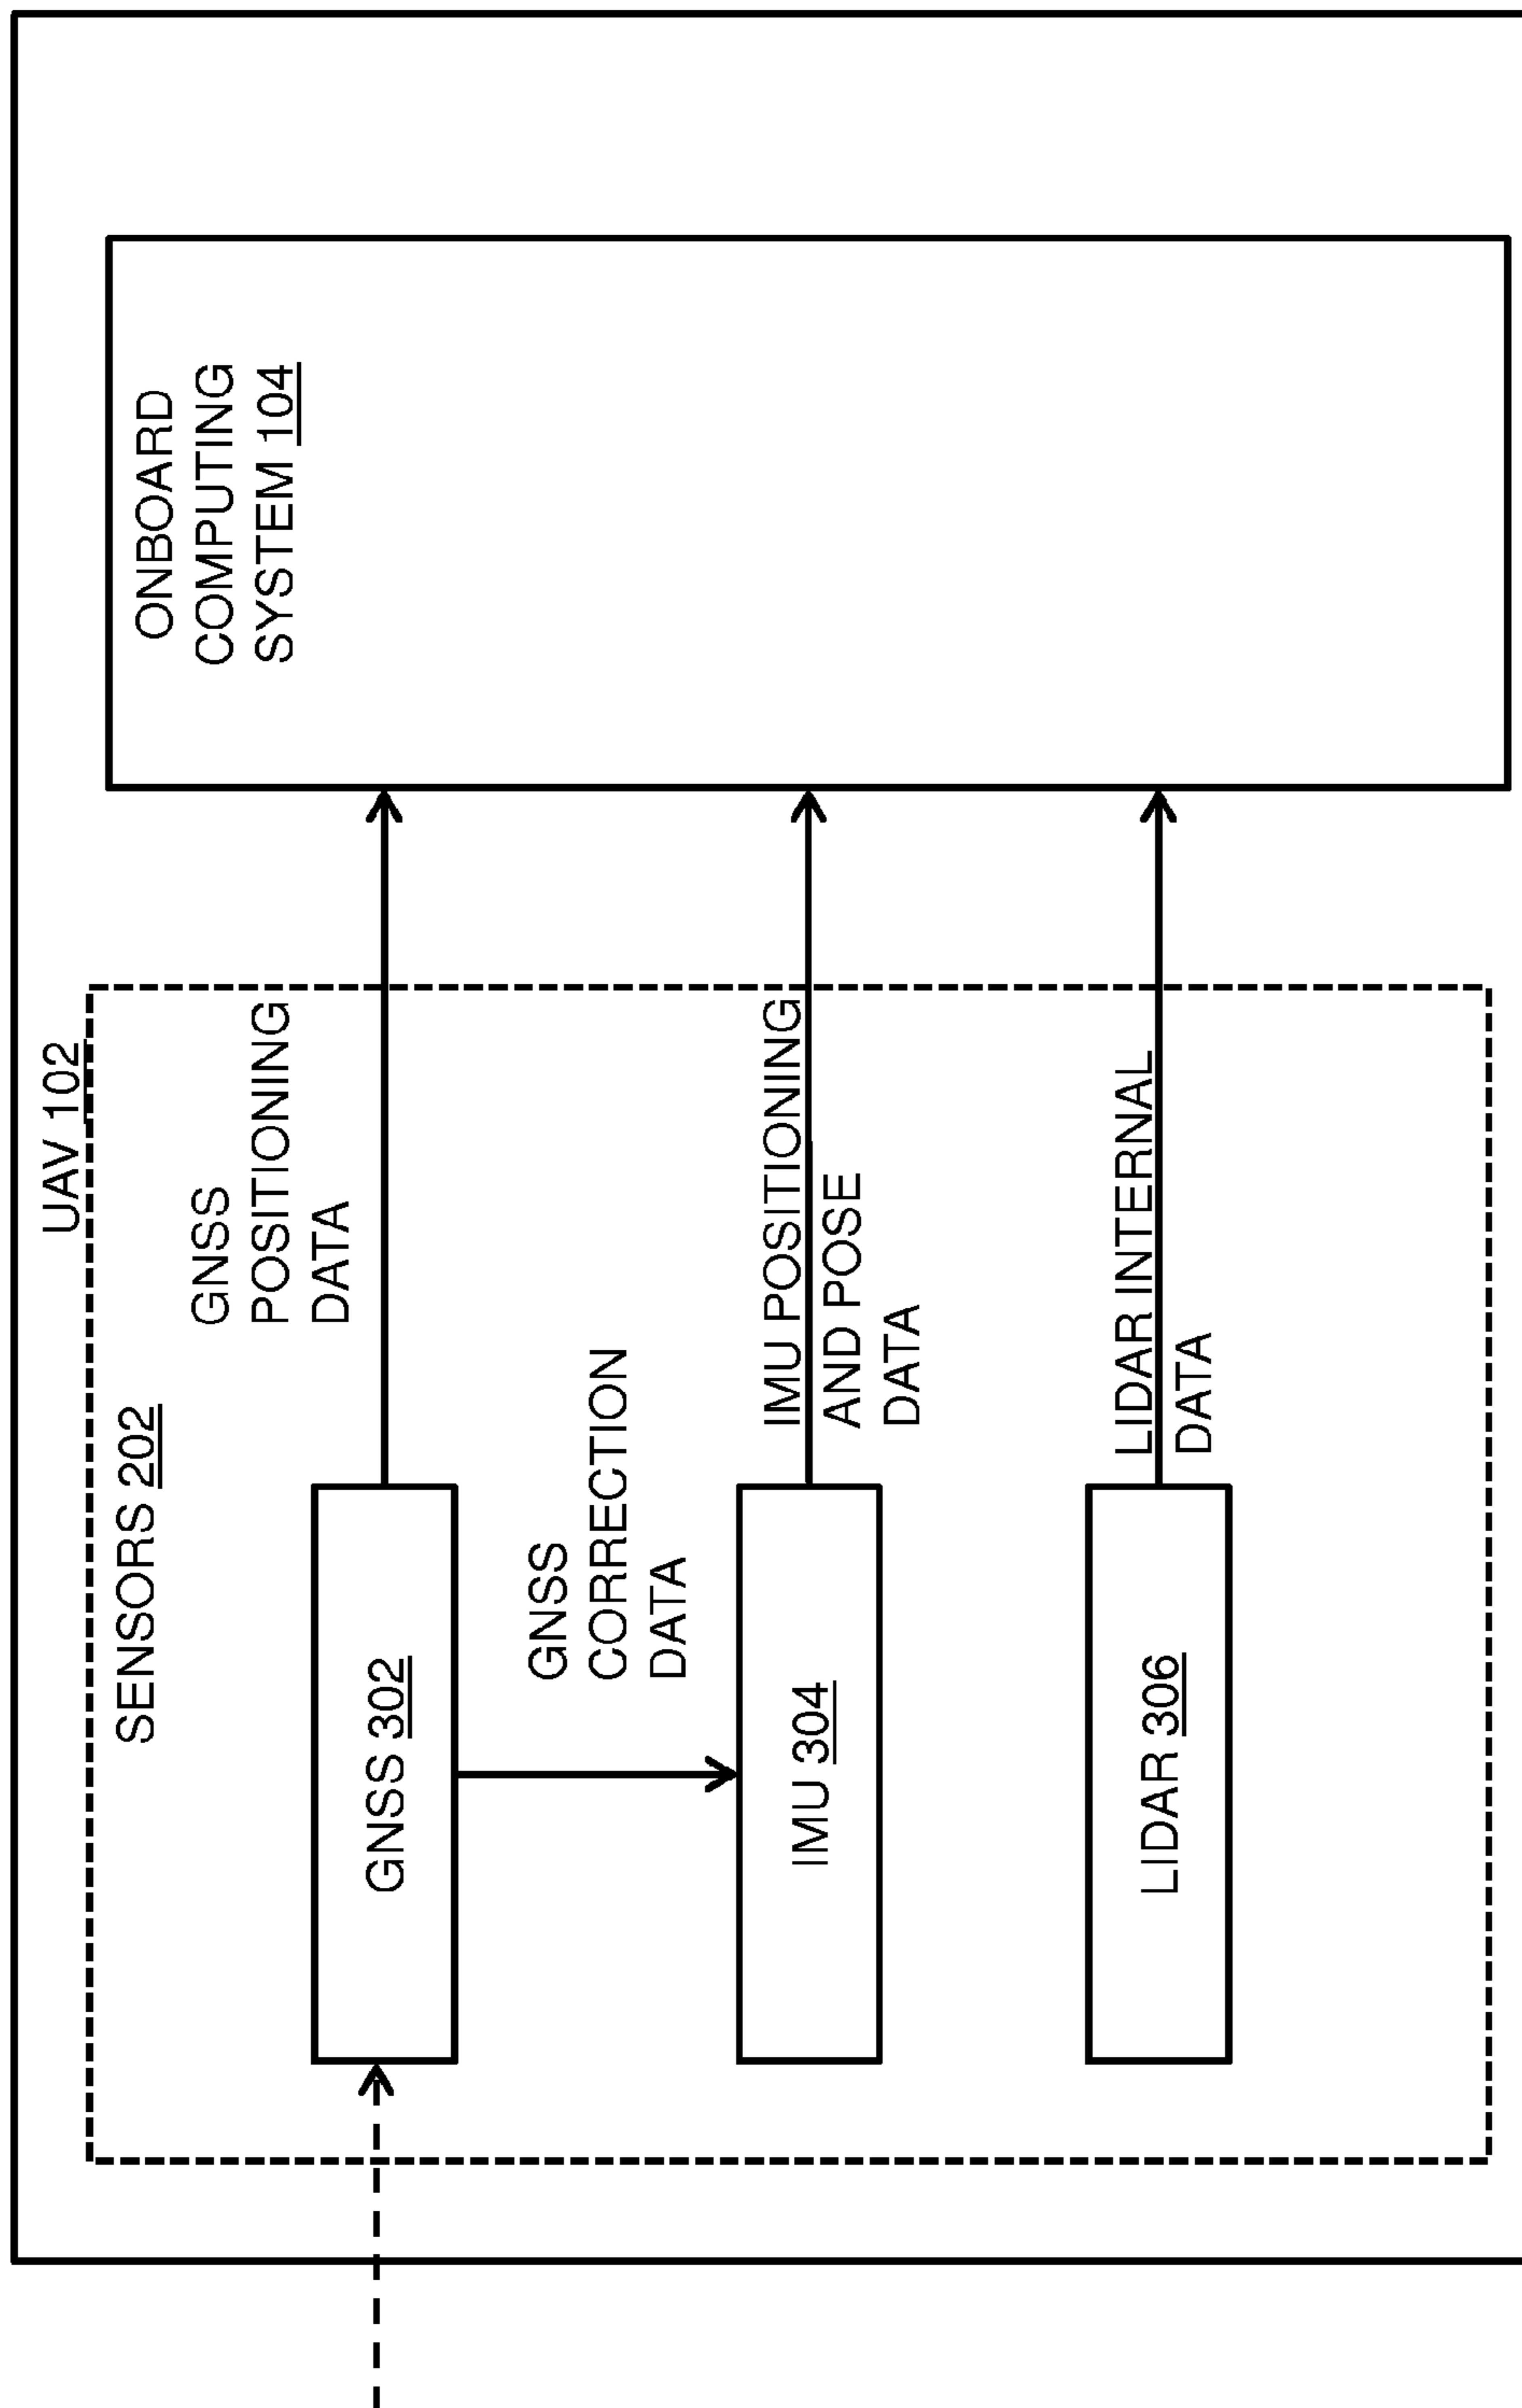 UAV 102
SENSORS 202
GNSS
POSITIONING
DATA
ONBOARD
COMPUTING
SYSTEM 104
GNSS 302
GNSS
CORRECTION
DATA
IMU POSITIONING
AND POSE
DATA
IMU 304
LIDAR INTERNAL
DATA
LIDAR 306